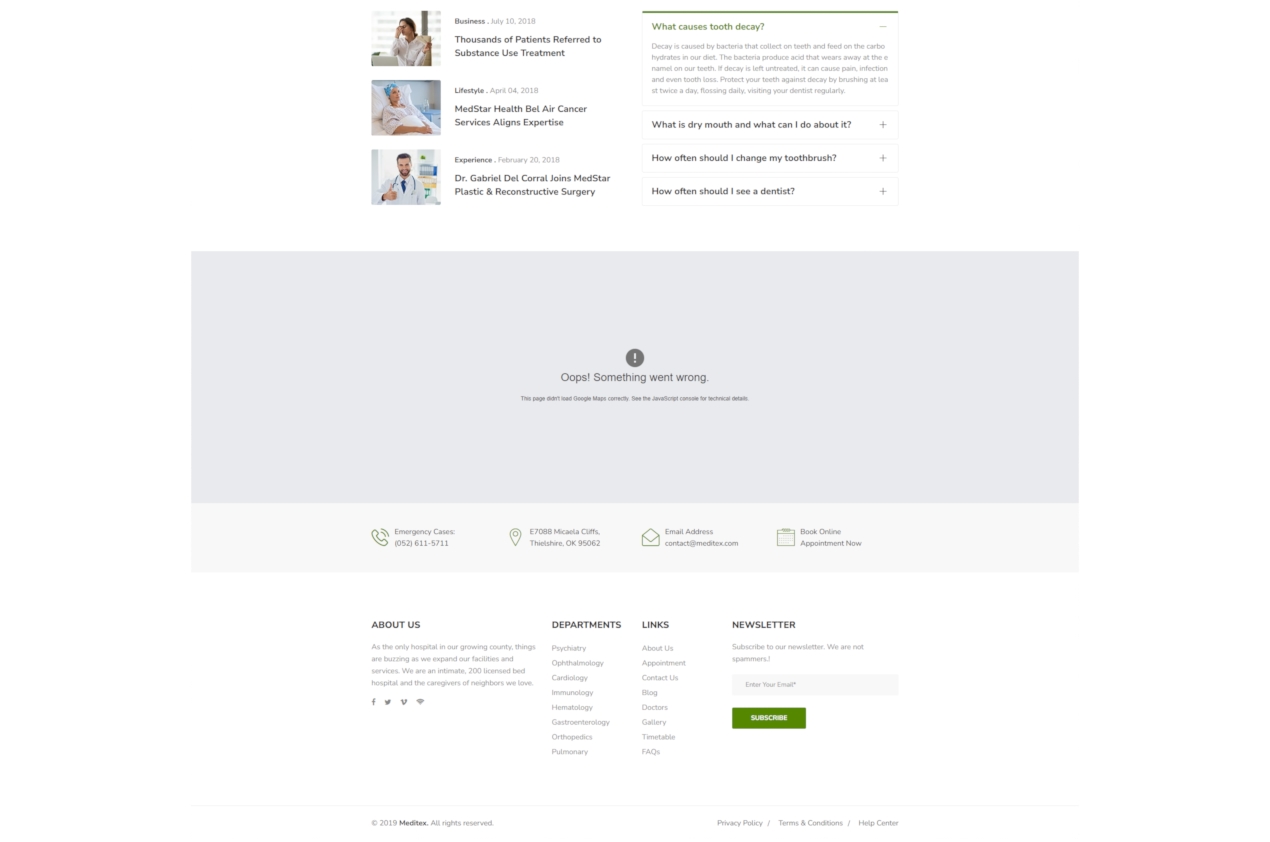 Business . July 10, 2018
Thousands of Patients Referred to
Substance Use Treatment
Lifestyle . April 04, 2018
MedStar Health Bel Air Cancer
Services Aligns Expertise
Experience . February 20, 2018
Dr. Gabriel Del Corral Joins MedStar
Plastic & Reconstructive Surgery
What causes tooth decay?
Decay is caused by bacteria that collect on teeth and feed on the carbo
hydrates in our diet. The bacteria produce acid that wears away at the e
namel on our teeth. If decay is left untreated, it can cause pain, infection
and even tooth loss. Protect your teeth against decay by brushing at lea
st twice a day, flossing daily, visiting your dentist regularly.
What is dry mouth and what can I do about it?
How often should I change my toothbrush?
How often should I see a dentist?
Oops! Something went wrong.
This page didn't load Google Maps correctly. See the JavaScript console for technical details.
Emergency Cases:
(052) 611-5711
E7088 Micaela Cliffs,
Thielshire, OK 95062
Email Address
contact@meditex.com
Book Online
Appointment Now
ABOUT US
As the only hospital in our growing county, things
are buzzing as we expand our facilities and
services. We are an intimate, 200 licensed bed
hospital and the caregivers of neighbors we love.
DEPARTMENTS
Psychiatry
Ophthalmology
Cardiology
Immunology
Hematology
Gastroenterology
Orthopedics
Pulmonary
LINKS
About Us
Appointment
Contact Us
Blog
Doctors
Gallery
Timetable
FAQs
NEWSLETTER
Subscribe to our newsletter. We are not
spammers.!
Enter Your Email*
SUBSCRIBE
© 2019 Meditex. All rights reserved.
Privacy Policy / Terms & Conditions / Help Center